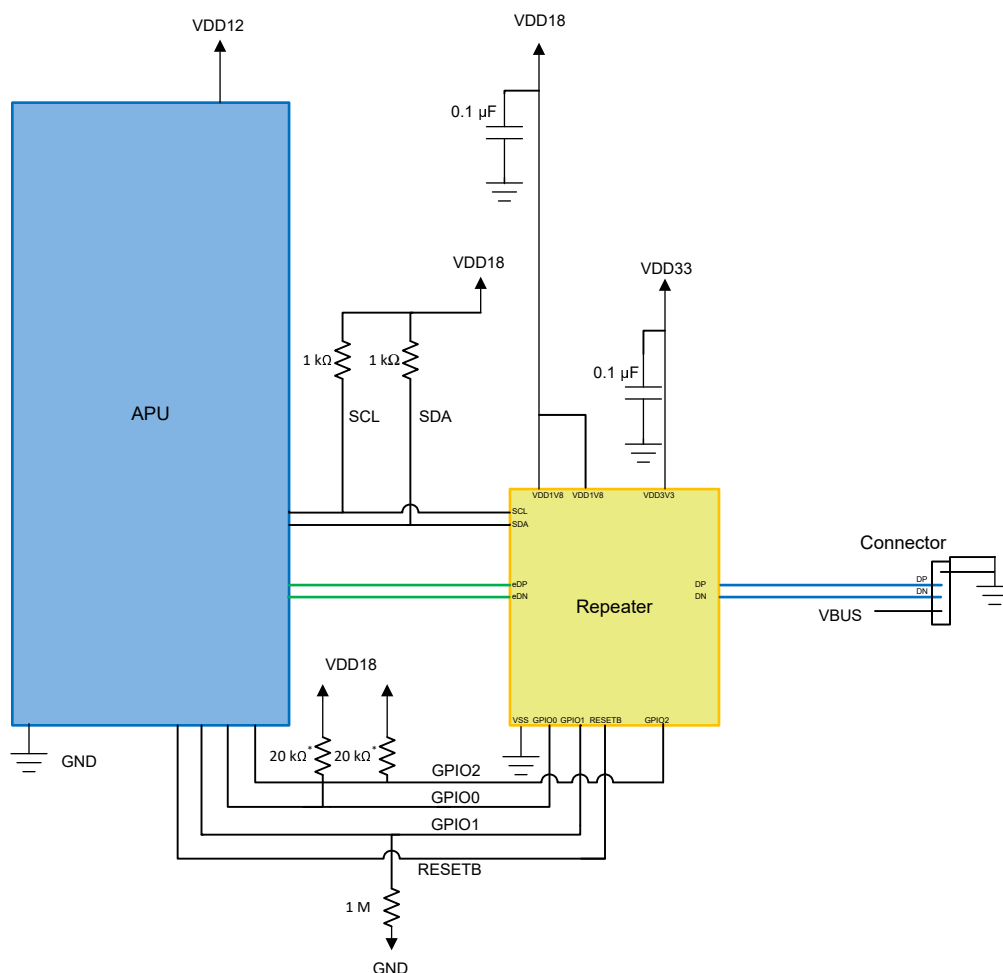 VDD12
VDD18
0.1 µF
VDD18
VDD33
1 kΩ
1 kΩ
0.1 µF
APU
SCL
SDA
VDD1V8
VDD1V8
VDD3V3
SCL
SDA
Connector
eDP
eDN
DP
DN
DP
DN
Repeater
VBUS
VDD18
VSS
GPIO0
GPIO1
RESETB
GPIO2
GND
20 kΩ*
20 kΩ*
GPIO2
GPIO0
GPIO1
RESETB
1 M
GND